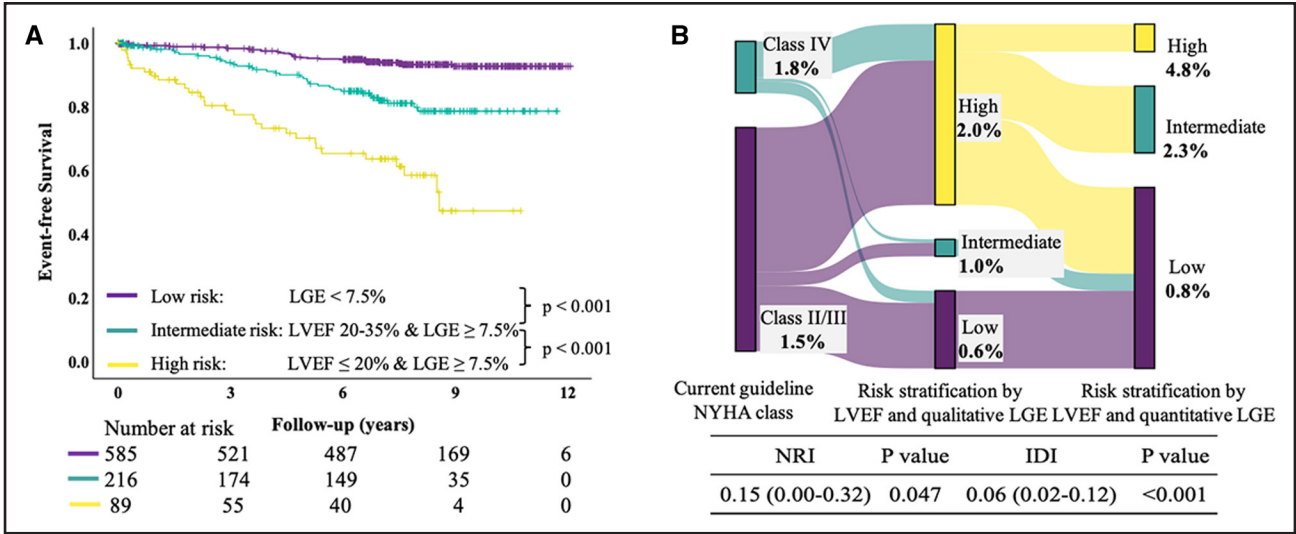 A
1.0
0.8
0.6
0.4
0.2
0.0
Event-free Survival
Low risk: LGE < 7.5%
Intermediate risk: LVEF 20-35% & LGE ≥ 7.5%
High risk: LVEF ≤ 20% & LGE ≥ 7.5%
p < 0.001
p < 0.001
0 3 6 9 12
Number at risk Follow-up (years)
585 521 487 169 6
216 174 149 35 0
89 55 40 4 0
B
Class IV
1.8%
Class II/III
1.5%
High
2.0%
Intermediate
1.0%
Low
0.6%
High
4.8%
Intermediate
2.3%
Low
0.8%
Current guideline
NYHA class
Risk stratification by
LVEF and qualitative LGE
Risk stratification by
LVEF and quantitative LGE
NRI P value IDI P value
0.15 (0.00-0.32) 0.047 0.06 (0.02-0.12) <0.001